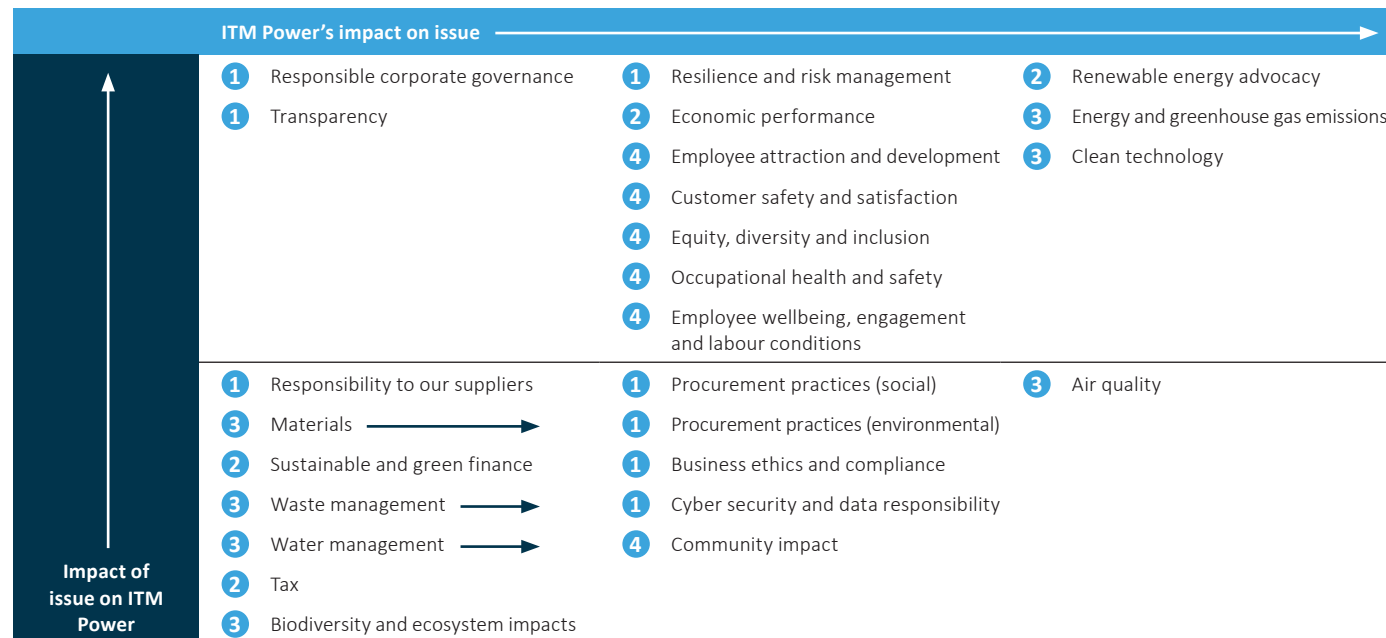 ITM Power’s impact on issue
1 Responsible corporate governance
1 Transparency
1 Resilience and risk management
2 Economic performance
4 Employee attraction and development
4 Customer safety and satisfaction
4 Equity, diversity and inclusion
4 Occupational health and safety
4 Employee wellbeing, engagement
and labour conditions
2 Renewable energy advocacy
3 Energy and greenhouse gas emissions
3 Clean technology
1 Responsibility to our suppliers
3 Materials
2 Sustainable and green finance
3 Waste management
3 Water management
2 Tax
3 Biodiversity and ecosystem impacts
1 Procurement practices (social)
1 Procurement practices (environmental)
1 Business ethics and compliance
1 Cyber security and data responsibility
4 Community impact
3 Air quality
Impact of
issue on ITM
Power